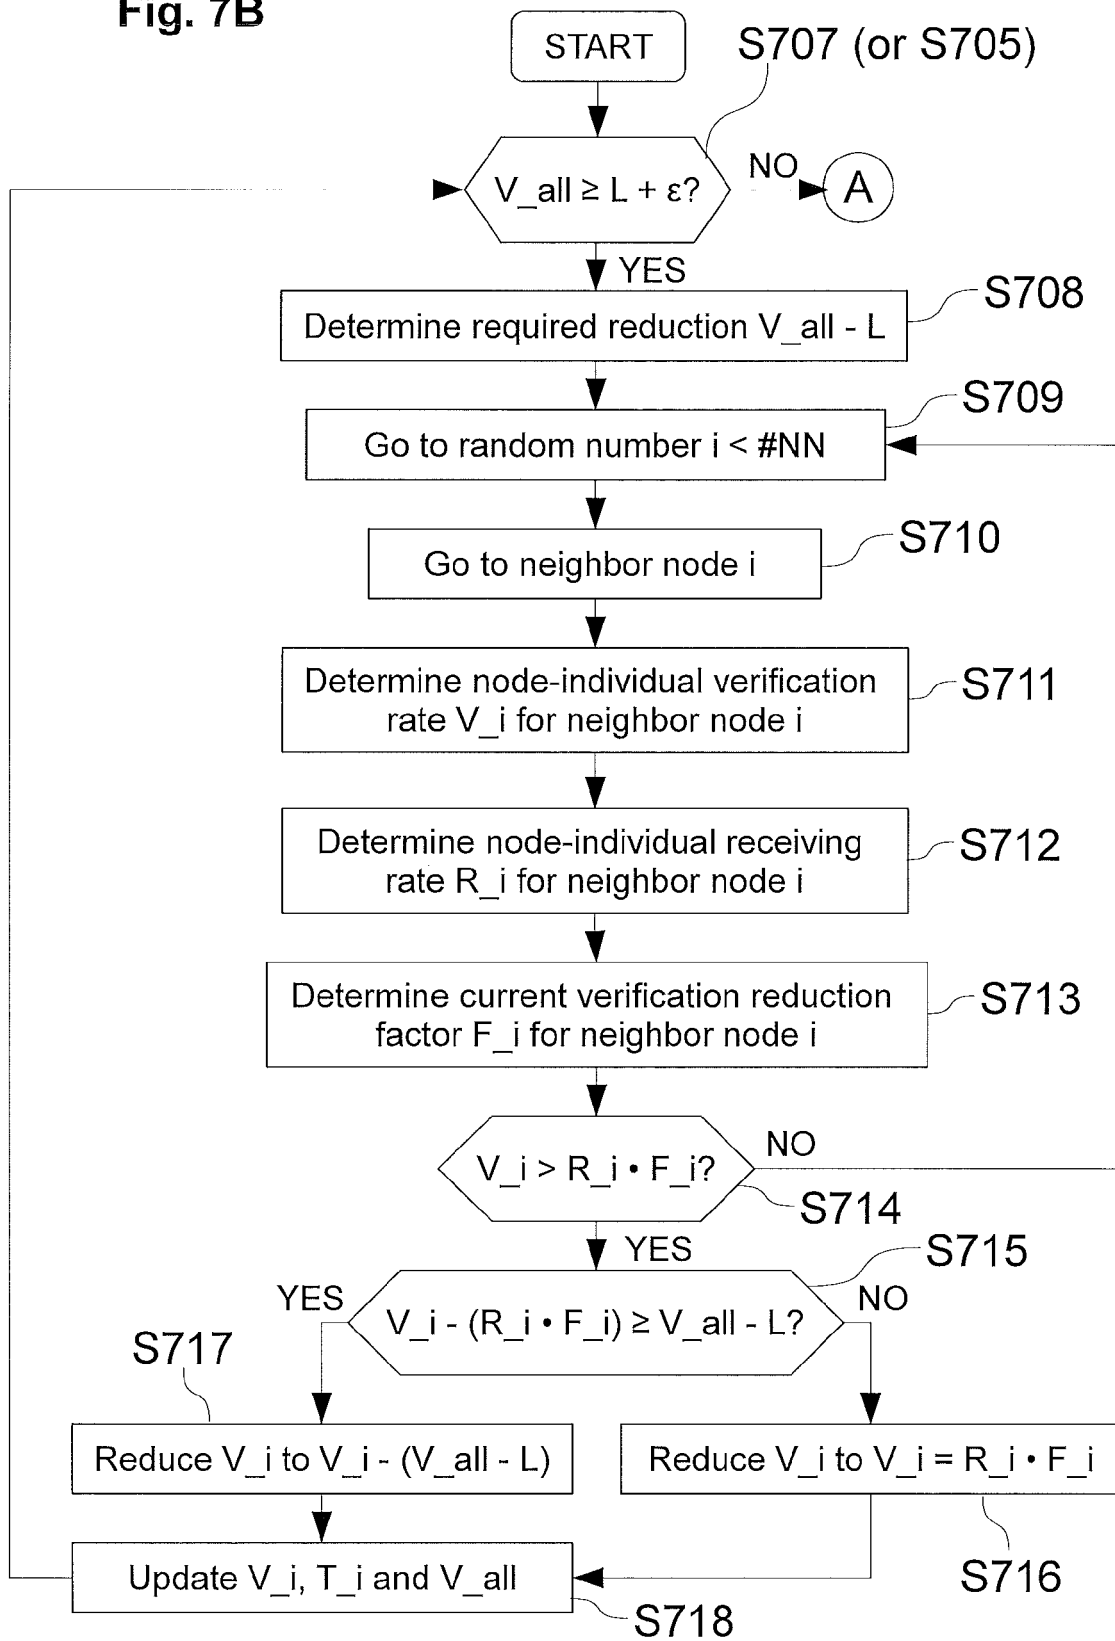 Fig. 7B
START
S707 (or S705)
V_all ≥ L + ε?
NO
A
YES
S708
Determine required reduction V_all - L
S709
Go to random number i < #NN
S710
Go to neighbor node i
S711
Determine node-individual verification
rate V_i for neighbor node i
S712
Determine node-individual receiving
rate R_i for neighbor node i
S713
Determine current verification reduction
factor F_i for neighbor node i
NO
V_i > R_i • F_i?
S714
YES
S715
YES
NO
V_i - (R_i • F_i) ≥ V_all - L?
S717
Reduce V_i to V_i - (V_all - L)
Reduce V_i to V_i = R_i • F_i
S716
Update V_i, T_i and V_all
S718